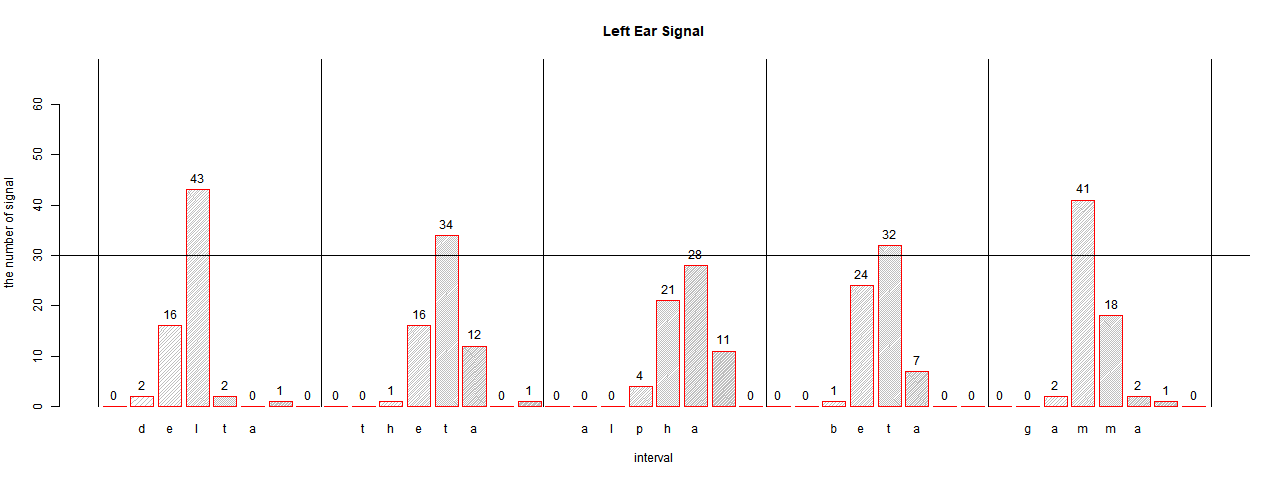 Left Ear Signal
the number of signal
60
50
40
30
20
10
0
0 2 16 43 2 0 1 0
0 0 1 16 34 12 0 1
0 0 0 4 21 28 11 0
0 0 1 24 32 7 0 0
0 0 2 41 18 2 1 0
d e l t a t h e t a a l p h a b e t a g a m m a
interval